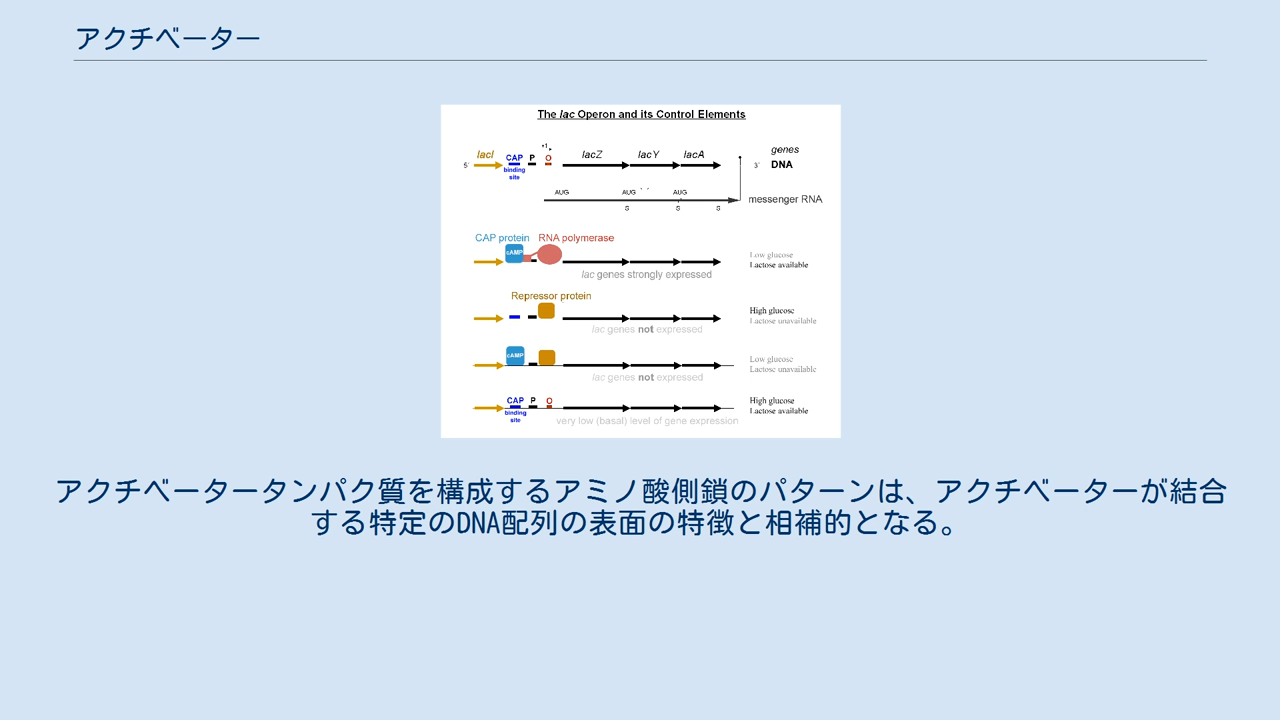 アクチベーター
The lac Operon and its Control Elements
lacI CAP P O lacZ lacY lacA genes
5' 3' DNA
binding
site
AUG AUG AUG
messenger RNA
CAP protein RNA polymerase
cAMP
lac genes strongly expressed
Low glucose
Lactose available
Repressor protein
lac genes not expressed
High glucose
Lactose unavailable
cAMP
lac genes not expressed
Low glucose
Lactose unavailable
CAP P O
binding
site
very low (basal) level of gene expression
High glucose
Lactose available
アクチベータータンパク質を構成するアミノ酸側鎖のパターンは、アクチベーターが結合
する特定のDNA配列の表面の特徴と相補的となる。